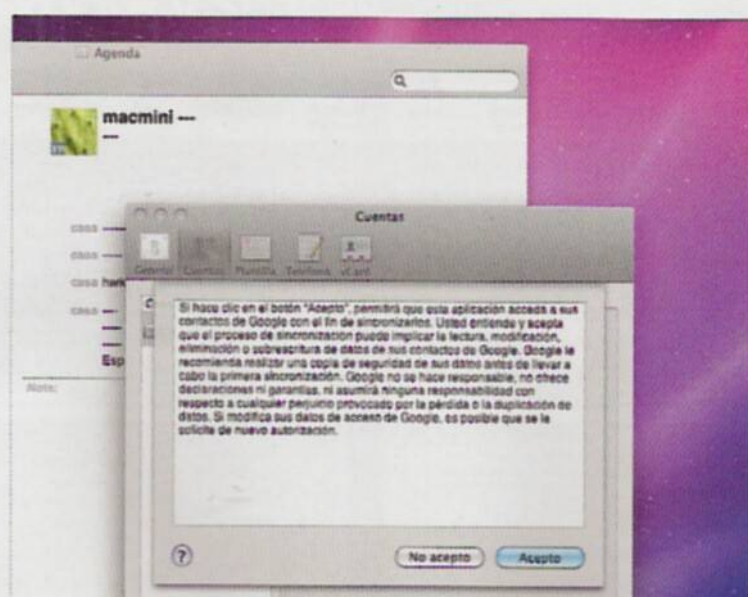 Agenda
macmini ---
---
casa
casa
casa
casa
Esp
Nota:
Cuentas
General Cuentas Plantilla Teléfono vCard
Si hace clic en el botón "Acepto", permitirá que esta aplicación acceda a sus
contactos de Google con el fin de sincronizarlos. Usted entiende y acepta
que el proceso de sincronización puede implicar la lectura, modificación,
eliminación o sobrescritura de datos de sus contactos de Google. Google le
recomienda realizar una copia de seguridad de sus datos antes de llevar a
cabo la primera sincronización. Google no se hace responsable, no ofrece
declaraciones ni garantías, ni asumirá ninguna responsabilidad con
respecto a cualquier perjuicio provocado por la pérdida o la duplicación de
datos. Si modifica sus datos de acceso de Google, es posible que se le
solicite de nuevo autorización.
?
No acepto
Acepto